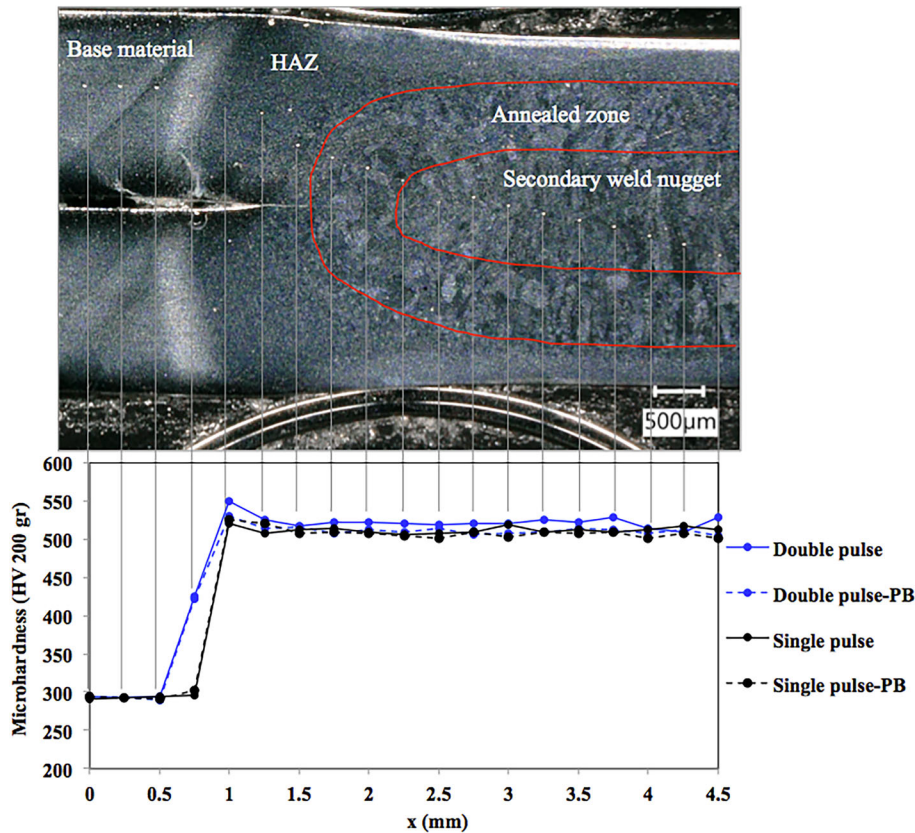 Base material
HAZ
Annealed zone
Secondary weld nugget
500µm
600
550
500
450
400
350
300
250
200
Microhardness (HV 200 gr)
0
0.5
1
1.5
2
2.5
3
3.5
4
4.5
x (mm)
Double pulse
Double pulse-PB
Single pulse
Single pulse-PB